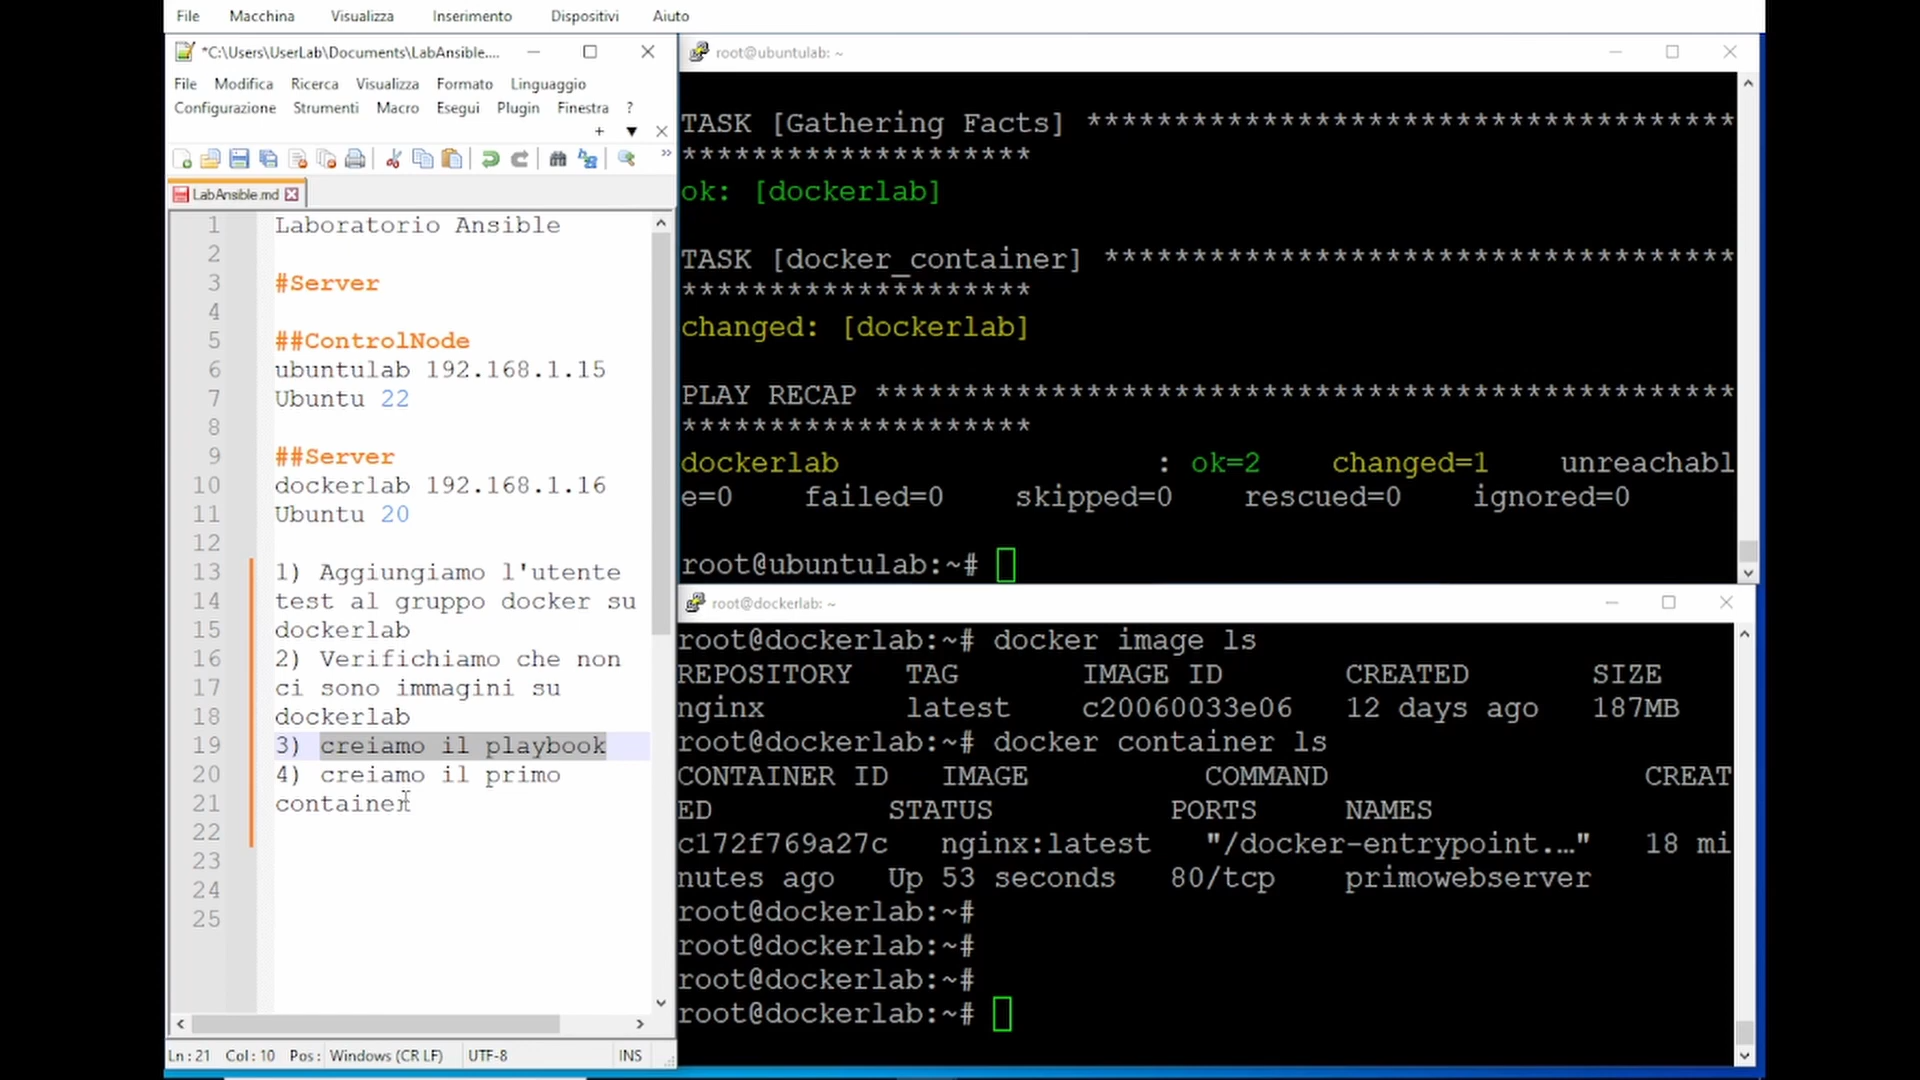 File Macchina Visualizza Inserimento Dispositivi Aiuto
*C:\Users\UserLab\Documents\LabAnsible....
File Modifica Ricerca Visualizza Formato Linguaggio
Configurazione Strumenti Macro Esegui Plugin Finestra ?
LabAnsible.md
1 Laboratorio Ansible
2
3 #Server
4
5 ##ControlNode
6 ubuntulab 192.168.1.15
7 Ubuntu 22
8
9 ##Server
10 dockerlab 192.168.1.16
11 Ubuntu 20
12
13 1) Aggiungiamo l'utente
14 test al gruppo docker su
15 dockerlab
16 2) Verifichiamo che non
17 ci sono immagini su
18 dockerlab
19 3) creiamo il playbook
20 4) creiamo il primo
21 container
22
23
24
25
Ln: 21 Col: 10 Pos: Windows (CR LF) UTF-8 INS
root@ubuntulab: ~
TASK [Gathering Facts] *************************************
********************
ok: [dockerlab]
TASK [docker_container] ************************************
********************
changed: [dockerlab]
PLAY RECAP *************************************************
********************
dockerlab : ok=2 changed=1 unreachabl
e=0 failed=0 skipped=0 rescued=0 ignored=0
root@ubuntulab:~#
root@dockerlab: ~
root@dockerlab:~# docker image ls
REPOSITORY TAG IMAGE ID CREATED SIZE
nginx latest c20060033e06 12 days ago 187MB
root@dockerlab:~# docker container ls
CONTAINER ID IMAGE COMMAND CREAT
ED STATUS PORTS NAMES
c172f769a27c nginx:latest "/docker-entrypoint.…" 18 mi
nutes ago Up 53 seconds 80/tcp primowebserver
root@dockerlab:~#
root@dockerlab:~#
root@dockerlab:~#
root@dockerlab:~#